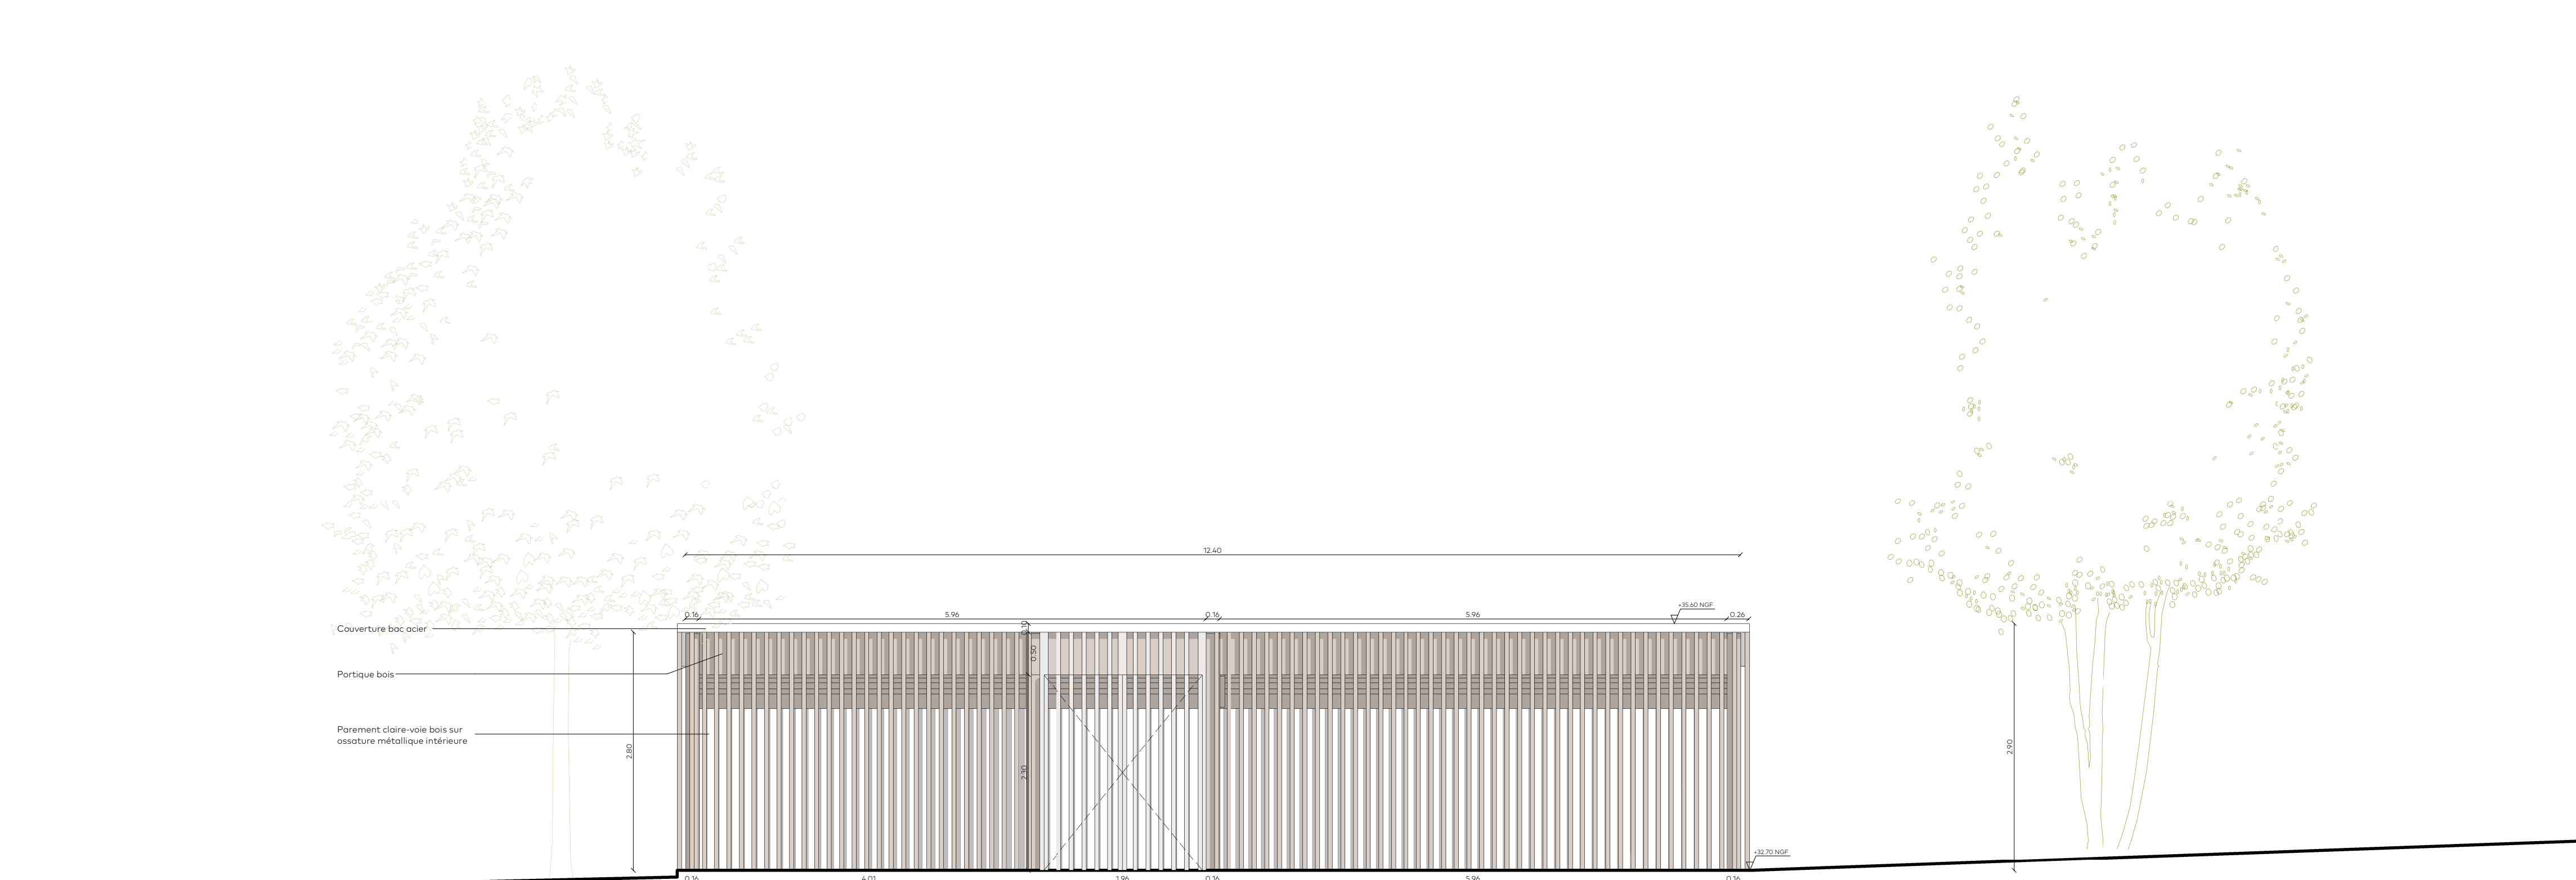 12.40
+35.60 NGF
0.16 5.96 0.16 5.96 0.26
Couverture bac acier
0.10
0.50
Portique bois
Parement claire-voie bois sur
ossature métallique intérieure
2.80
2.30
2.90
+32.70 NGF
0.16 4.01 1.96 0.16 5.96 0.16